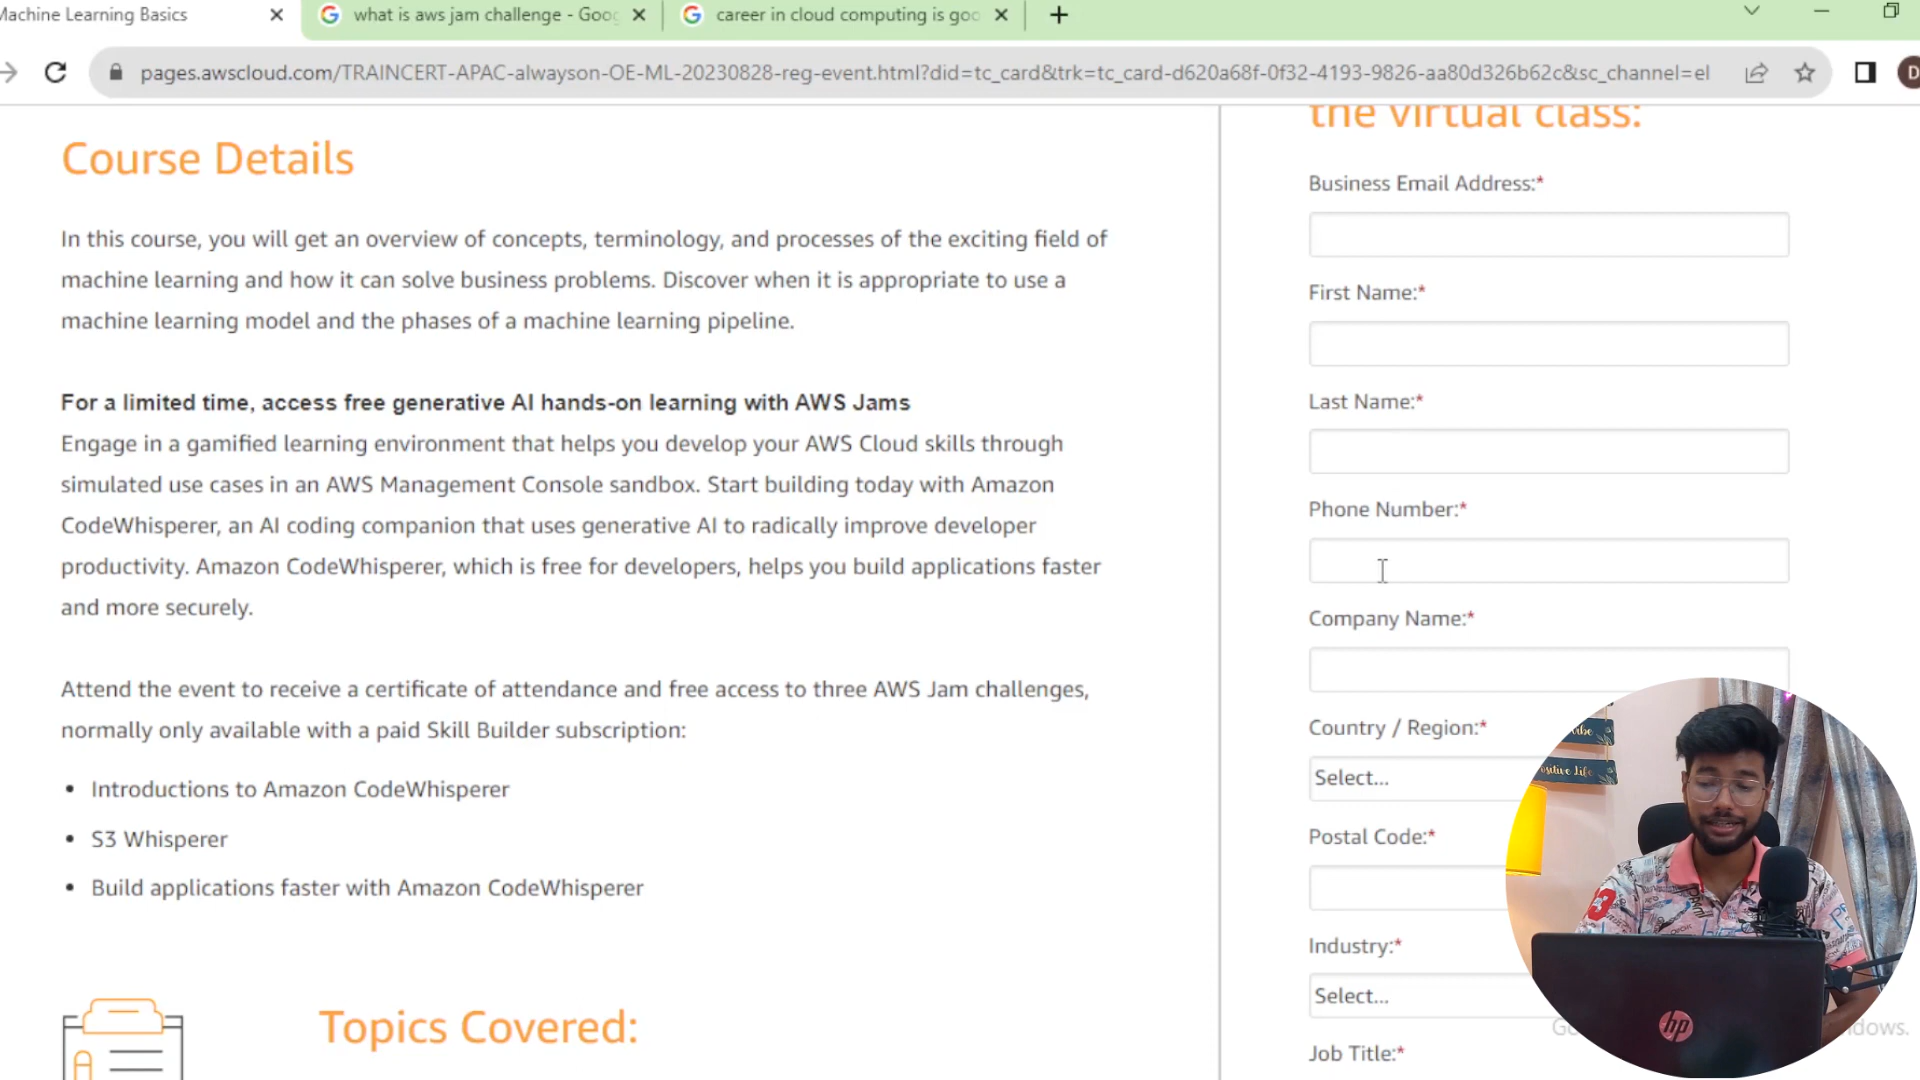 Machine Learning Basics
what is aws jam challenge - Goog
career in cloud computing is goo
pages.awscloud.com/TRAINCERT-APAC-alwayson-OE-ML-20230828-reg-event.html?did=tc_card&trk=tc_card-d620a68f-0f32-4193-9826-aa80d326b62c&sc_channel=el
D
the virtual class:
Course Details
In this course, you will get an overview of concepts, terminology, and processes of the exciting field of
machine learning and how it can solve business problems. Discover when it is appropriate to use a
machine learning model and the phases of a machine learning pipeline.
For a limited time, access free generative AI hands-on learning with AWS Jams
Engage in a gamified learning environment that helps you develop your AWS Cloud skills through
simulated use cases in an AWS Management Console sandbox. Start building today with Amazon
CodeWhisperer, an AI coding companion that uses generative AI to radically improve developer
productivity. Amazon CodeWhisperer, which is free for developers, helps you build applications faster
and more securely.
Attend the event to receive a certificate of attendance and free access to three AWS Jam challenges,
normally only available with a paid Skill Builder subscription:
• Introductions to Amazon CodeWhisperer
• S3 Whisperer
• Build applications faster with Amazon CodeWhisperer
Topics Covered:
Business Email Address:*
First Name:*
Last Name:*
Phone Number:*
Company Name:*
Country / Region:*
Select...
Postal Code:*
Industry:*
Select...
Job Title:*
ositive Life
hp
dows.